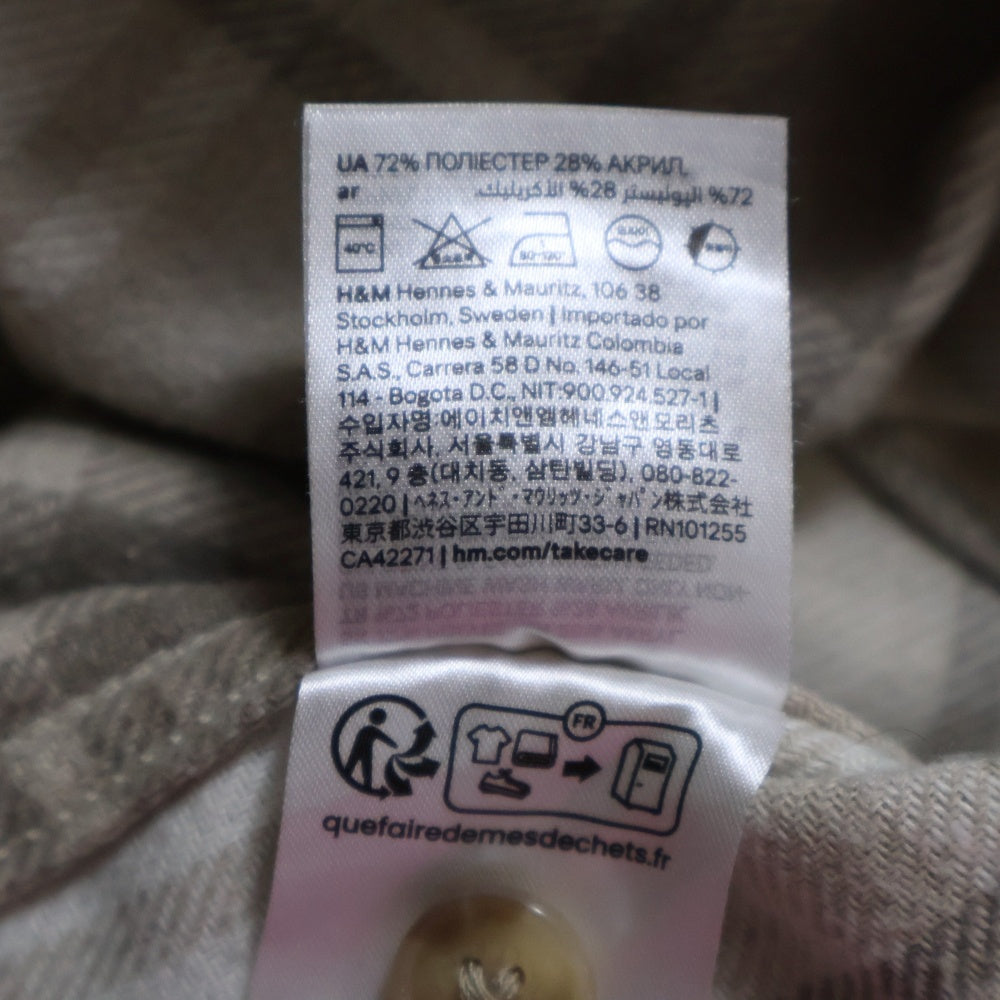 UA 72% ПОЛІЕСТЕР 28% АКРИЛ,
ar
72% البوليستر 28% الأكريليك
40°C
H&M Hennes & Mauritz, 106 38
Stockholm, Sweden | Importado por
H&M Hennes & Mauritz Colombia
S.A.S., Carrera 58 D No. 146-51 Local
114 - Bogota D.C., NIT:900.924.527-1 |
수입자명:에이치앤엠헤네스앤모리츠
주식회사, 서울특별시 강남구 영동대로
421, 9 층(대치동, 삼탄빌딩), 080-822-
0220 | ヘネス・アンド・マウリッツ・ジャパン株式会社
東京都渋谷区宇田川町33-6 | RN101255
CA42271 | hm.com/takecare
FR
quefairedemesdechets.fr